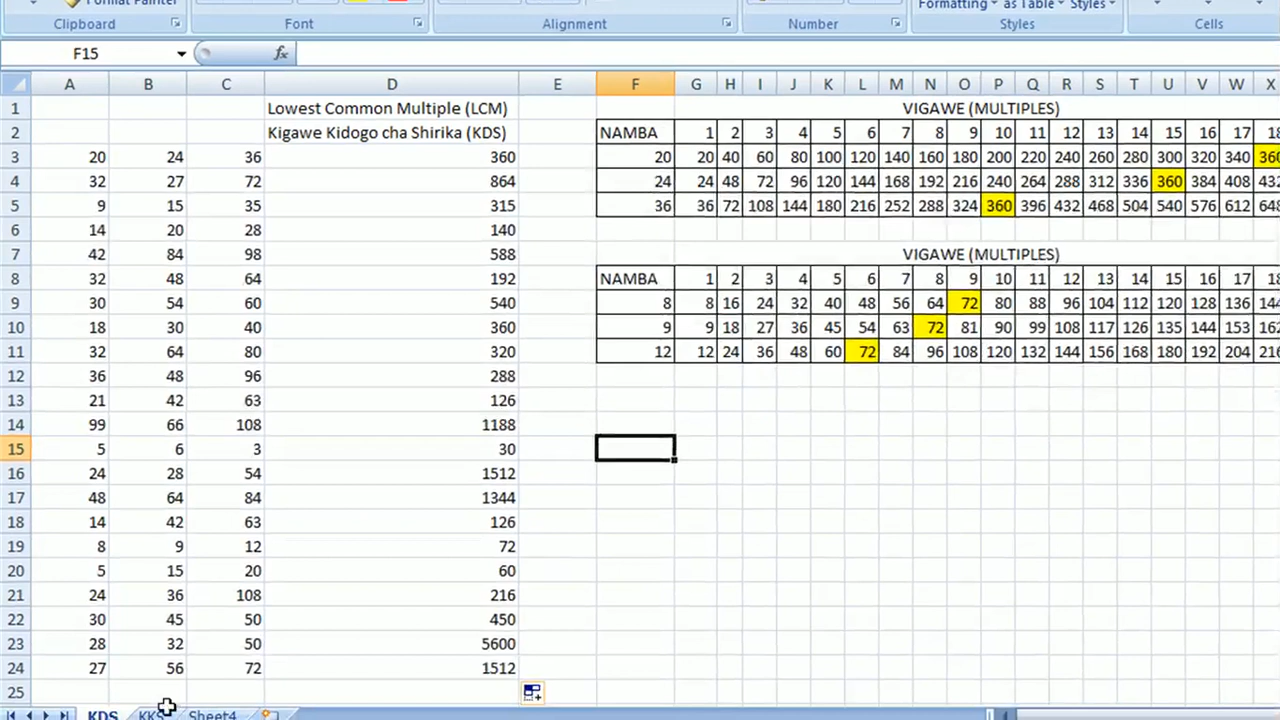 Format Painter
Formatting as Table Styles
Clipboard Font Alignment Number Styles Cells
F15 fx
A B C D E F G H I J K L M N O P Q R S T U V W X
1 Lowest Common Multiple (LCM) VIGAWE (MULTIPLES)
2 Kigawe Kidogo cha Shirika (KDS) NAMBA 1 2 3 4 5 6 7 8 9 10 11 12 13 14 15 16 17 18
3 20 24 36 360 20 20 40 60 80 100 120 140 160 180 200 220 240 260 280 300 320 340 360
4 32 27 72 864 24 24 48 72 96 120 144 168 192 216 240 264 288 312 336 360 384 408 432
5 9 15 35 315 36 36 72 108 144 180 216 252 288 324 360 396 432 468 504 540 576 612 648
6 14 20 28 140
7 42 84 98 588 VIGAWE (MULTIPLES)
8 32 48 64 192 NAMBA 1 2 3 4 5 6 7 8 9 10 11 12 13 14 15 16 17 18
9 30 54 60 540 8 8 16 24 32 40 48 56 64 72 80 88 96 104 112 120 128 136 144
10 18 30 40 360 9 9 18 27 36 45 54 63 72 81 90 99 108 117 126 135 144 153 162
11 32 64 80 320 12 12 24 36 48 60 72 84 96 108 120 132 144 156 168 180 192 204 216
12 36 48 96 288
13 21 42 63 126
14 99 66 108 1188
15 5 6 3 30
16 24 28 54 1512
17 48 64 84 1344
18 14 42 63 126
19 8 9 12 72
20 5 15 20 60
21 24 36 108 216
22 30 45 50 450
23 28 32 50 5600
24 27 56 72 1512
25
KDS KKS Sheet4